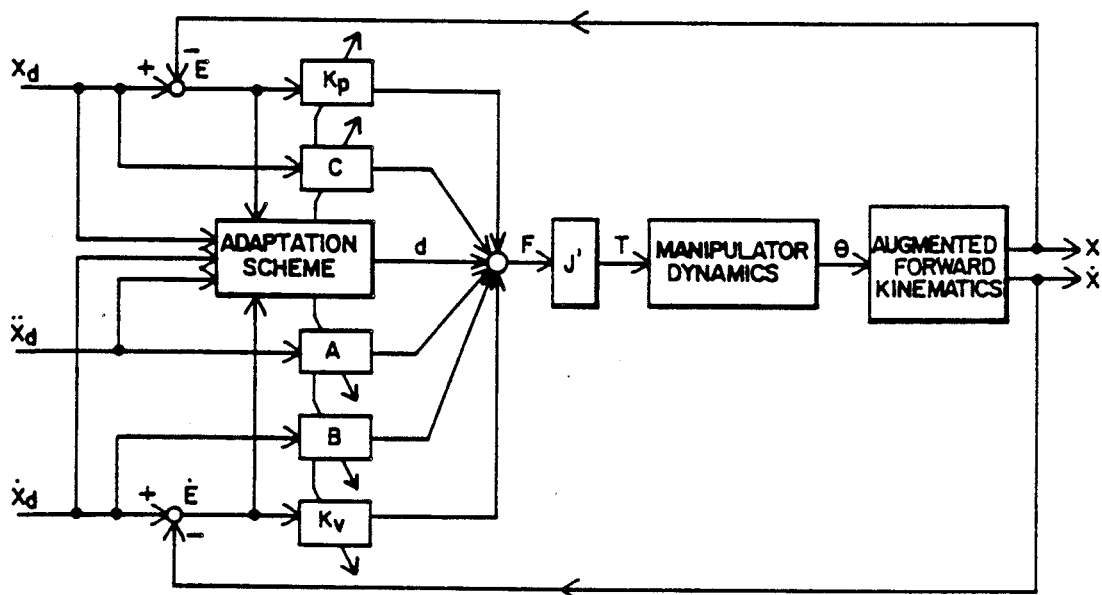 X_d
+
−
E
K_p
C
ADAPTATION
SCHEME
d
F
J'
T
MANIPULATOR
DYNAMICS
θ
AUGMENTED
FORWARD
KINEMATICS
X
Ẋ
Ẍ_d
A
B
Ẋ_d
+
−
Ė
K_v